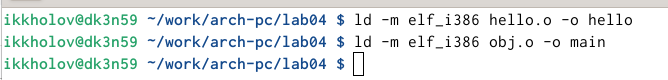 ikkholov@dk3n59 ~/work/arch-pc/lab04 $ ld -m elf_i386 hello.o -o hello
ikkholov@dk3n59 ~/work/arch-pc/lab04 $ ld -m elf_i386 obj.o -o main
ikkholov@dk3n59 ~/work/arch-pc/lab04 $